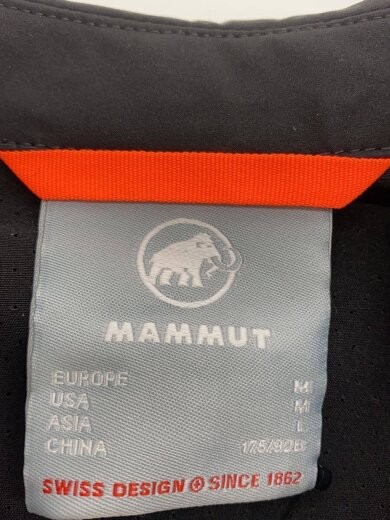 MAMMUT
EUROPE M
USA M
ASIA L
CHINA 175/92B
SWISS DESIGN SINCE 1862